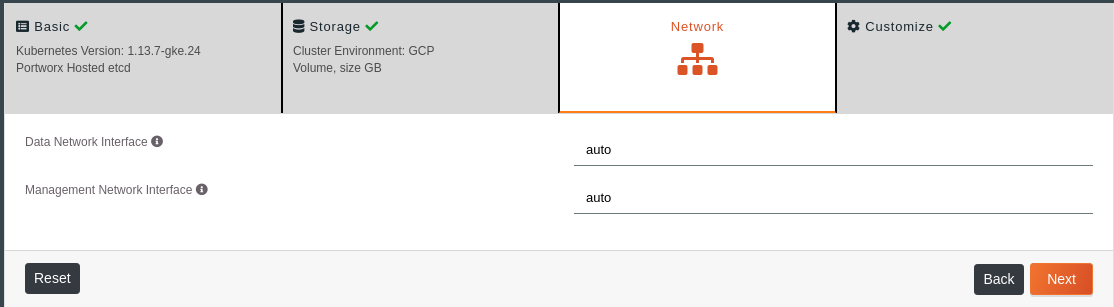 Basic
Kubernetes Version: 1.13.7-gke.24
Portworx Hosted etcd
Storage
Cluster Environment: GCP
Volume, size GB
Network
Customize
Data Network Interface
auto
Management Network Interface
auto
Reset
Back
Next